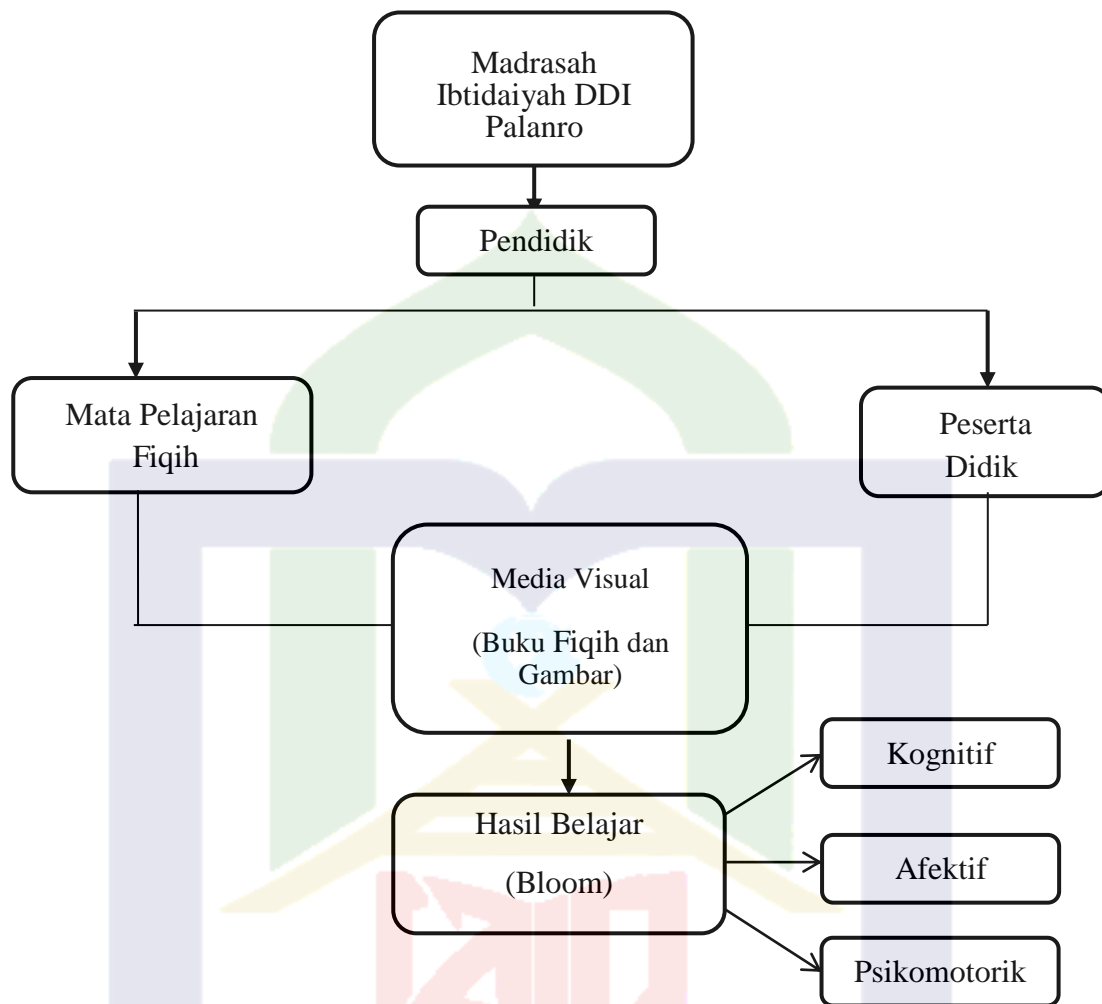 Madrasah
Ibtidaiyah DDI
Palanro
Pendidik
Mata Pelajaran
Fiqih
Peserta
Didik
Media Visual
(Buku Fiqih dan
Gambar)
Hasil Belajar
(Bloom)
Kognitif
Afektif
Psikomotorik